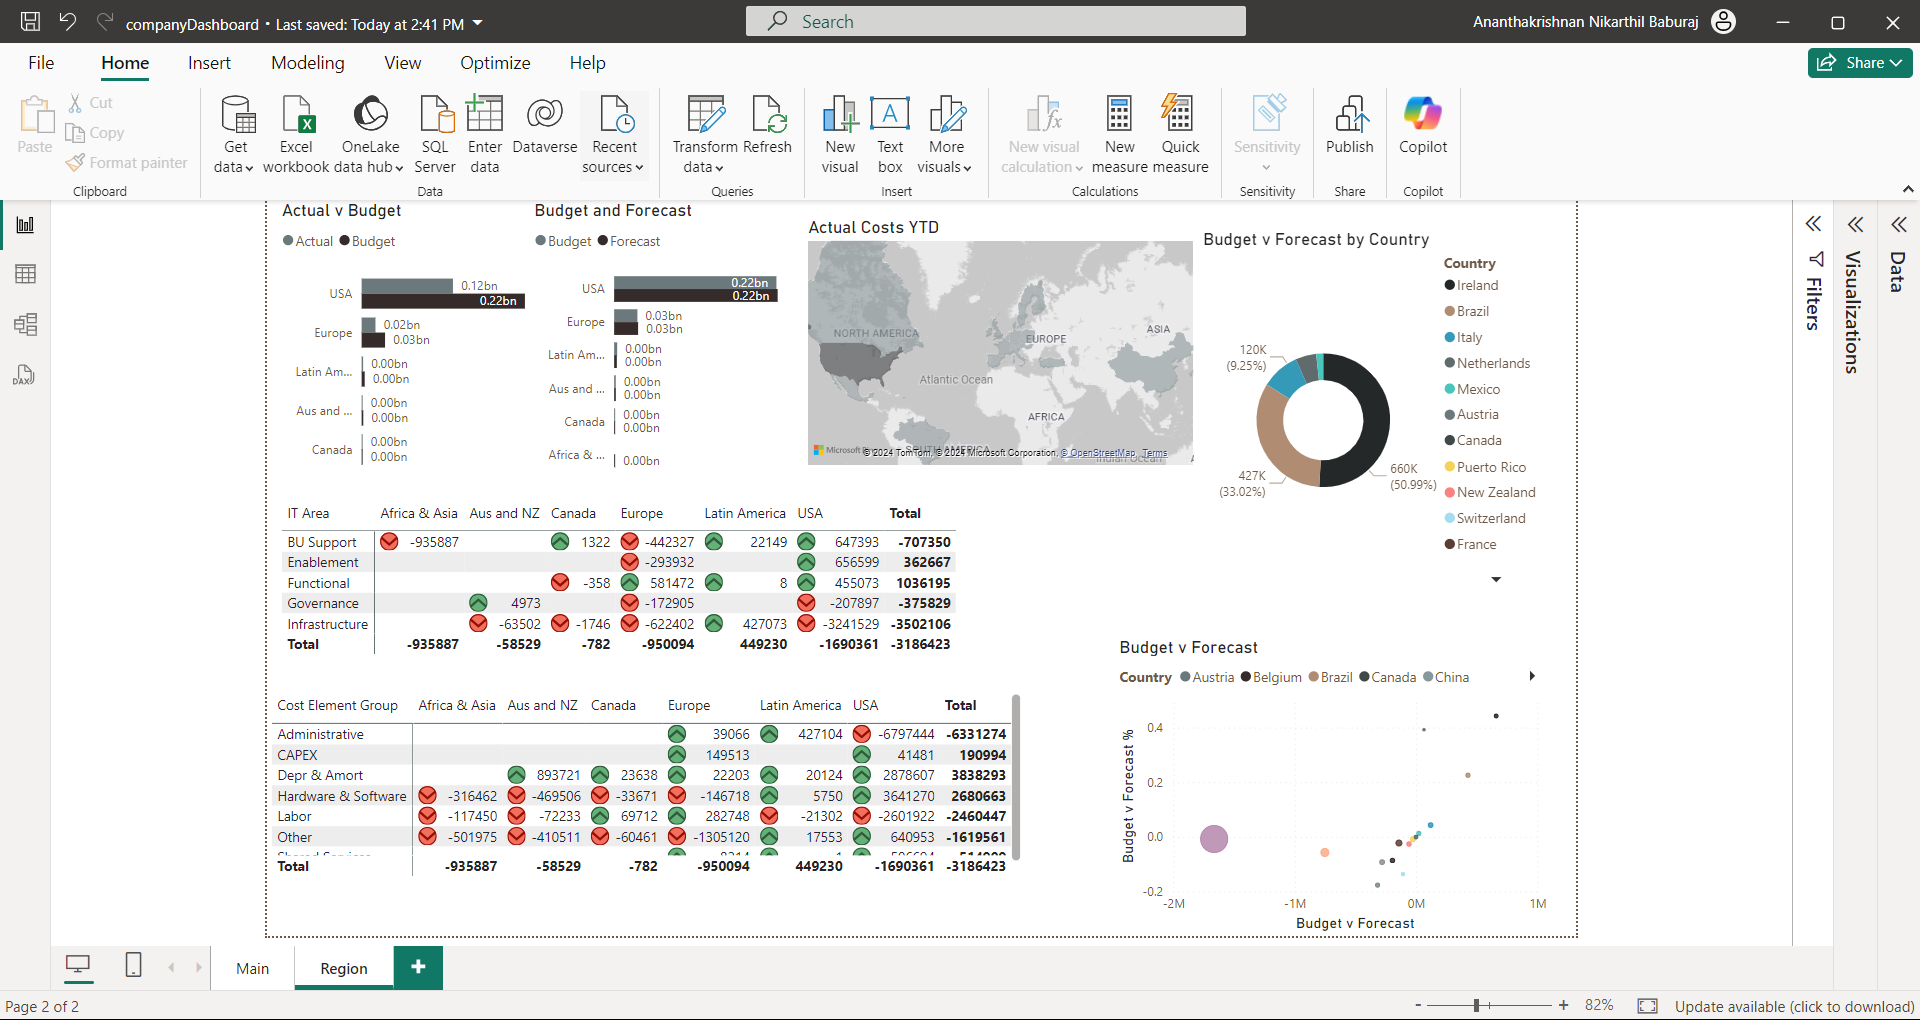 companyDashboard • Last saved: Today at 2:41 PM
Search
Ananthakrishnan Nikarthil Baburaj
File
Home
Insert
Modeling
View
Optimize
Help
Share
Paste
Cut
Copy
Format painter
Clipboard
Get data
Excel workbook
OneLake data hub
SQL Server
Enter data
Dataverse
Recent sources
Data
Transform data
Refresh
Queries
New visual
Text box
More visuals
Insert
New visual calculation
New measure
Quick measure
Calculations
Sensitivity
Sensitivity
Publish
Share
Copilot
Copilot
DAX
Filters
Visualizations
Data
Actual v Budget
Actual Budget
USA 0.12bn
0.22bn
Europe 0.02bn
0.03bn
Latin Am... 0.00bn
0.00bn
Aus and ... 0.00bn
0.00bn
Canada 0.00bn
0.00bn
Budget and Forecast
Budget Forecast
USA 0.22bn
0.22bn
Europe 0.03bn
0.03bn
Latin Am... 0.00bn
0.00bn
Aus and ... 0.00bn
0.00bn
Canada 0.00bn
0.00bn
Africa & ... 0.00bn
Actual Costs YTD
NORTH AMERICA
EUROPE
ASIA
Atlantic Ocean
AFRICA
SOUTH AMERICA
Indian Ocean
Microsoft
© 2024 TomTom, © 2024 Microsoft Corporation, © OpenStreetMap Terms
Budget v Forecast by Country
120K
(9.25%)
427K
(33.02%)
660K
(50.99%)
Country
Ireland
Brazil
Italy
Netherlands
Mexico
Austria
Canada
Puerto Rico
New Zealand
Switzerland
France
IT Area Africa & Asia Aus and NZ Canada Europe Latin America USA Total
BU Support -935887 1322 -442327 22149 647393 -707350
Enablement -293932 656599 362667
Functional -358 581472 8 455073 1036195
Governance 4973 -172905 -207897 -375829
Infrastructure -63502 -1746 -622402 427073 -3241529 -3502106
Total -935887 -58529 -782 -950094 449230 -1690361 -3186423
Cost Element Group Africa & Asia Aus and NZ Canada Europe Latin America USA Total
Administrative 39066 427104 -6797444 -6331274
CAPEX 149513 41481 190994
Depr & Amort 893721 23638 22203 20124 2878607 3838293
Hardware & Software -316462 -469506 -33671 -146718 5750 3641270 2680663
Labor -117450 -72233 69712 282748 -21302 -2601922 -2460447
Other -501975 -410511 -60461 -1305120 17553 640953 -1619561
Total -935887 -58529 -782 -950094 449230 -1690361 -3186423
Budget v Forecast
Country Austria Belgium Brazil Canada China
Budget v Forecast %
0.4
0.2
0.0
-0.2
-2M -1M 0M 1M
Budget v Forecast
Main
Region
Page 2 of 2
- + 82%
Update available (click to download)